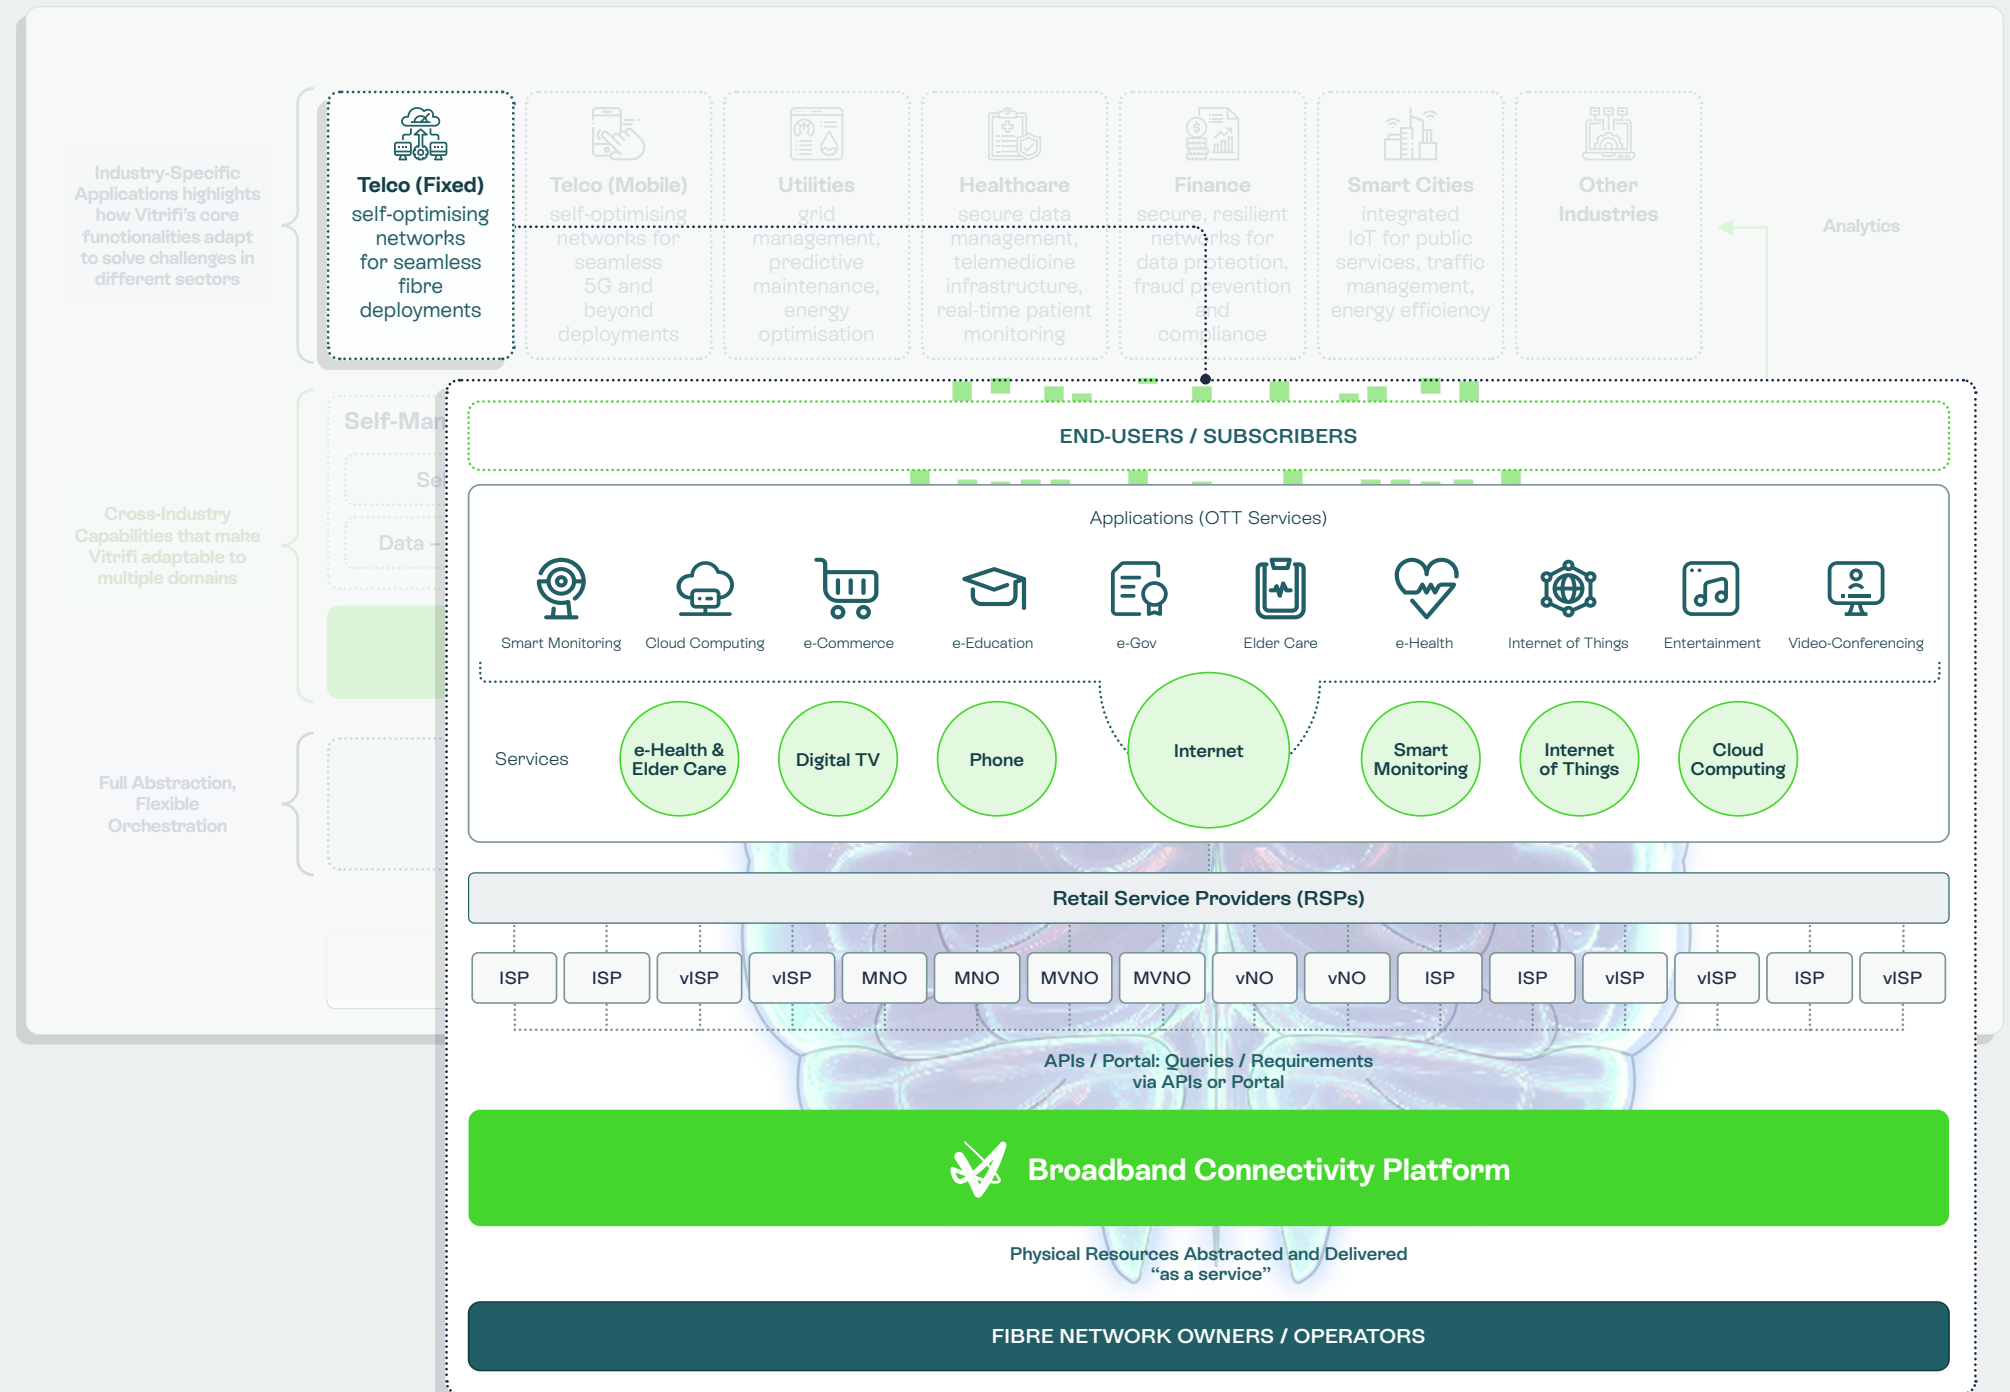 Industry-Specific
Applications highlights
how Vitrifi's core
functionalities adapt
to solve challenges in
different sectors
Telco (Fixed)
self-optimising
networks
for seamless
fibre
deployments
Telco (Mobile)
self-optimising
networks for
seamless
5G and
beyond
deployments
Utilities
grid
management,
predictive
maintenance,
energy
optimisation
Healthcare
secure data
management,
telemedicine
infrastructure,
real-time patient
monitoring
Finance
secure, resilient
networks for
data protection,
fraud prevention
and
compliance
Smart Cities
integrated
IoT for public
services, traffic
management,
energy efficiency
Other
Industries
Analytics
Cross-Industry
Capabilities that make
Vitrifi adaptable to
multiple domains
Self-Man
Se
Data –
Full Abstraction,
Flexible
Orchestration
END-USERS / SUBSCRIBERS
Applications (OTT Services)
Smart Monitoring
Cloud Computing
e-Commerce
e-Education
e-Gov
Elder Care
e-Health
Internet of Things
Entertainment
Video-Conferencing
Services
e-Health &
Elder Care
Digital TV
Phone
Internet
Smart
Monitoring
Internet
of Things
Cloud
Computing
Retail Service Providers (RSPs)
ISP
ISP
vISP
vISP
MNO
MNO
MVNO
MVNO
vNO
vNO
ISP
ISP
vISP
vISP
ISP
vISP
APIs / Portal: Queries / Requirements
via APIs or Portal
Broadband Connectivity Platform
Physical Resources Abstracted and Delivered
“as a service”
FIBRE NETWORK OWNERS / OPERATORS